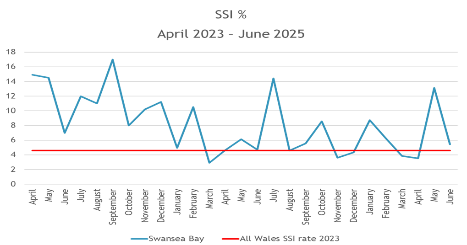 SSI %
April 2023 - June 2025
18
16
14
12
10
8
6
4
2
0
April
May
June
July
August
September
October
November
December
January
February
March
April
May
June
July
August
September
October
November
December
January
February
March
April
May
June
Swansea Bay
All Wales SSI rate 2023